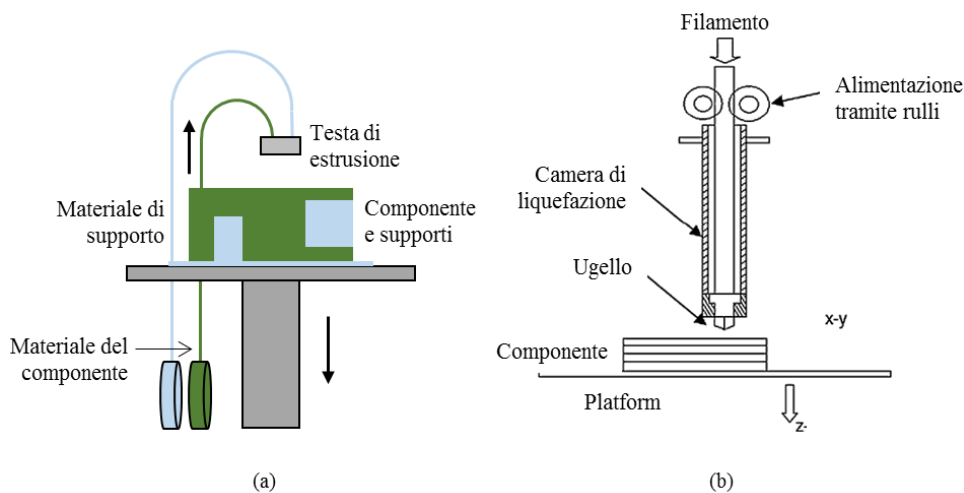 Testa di
estrusione
Materiale di
supporto
Componente
e supporti
Materiale del
componente
(a)
Filamento
Alimentazione
tramite rulli
Camera di
liquefazione
Ugello
x-y
Componente
Platform
z-
(b)